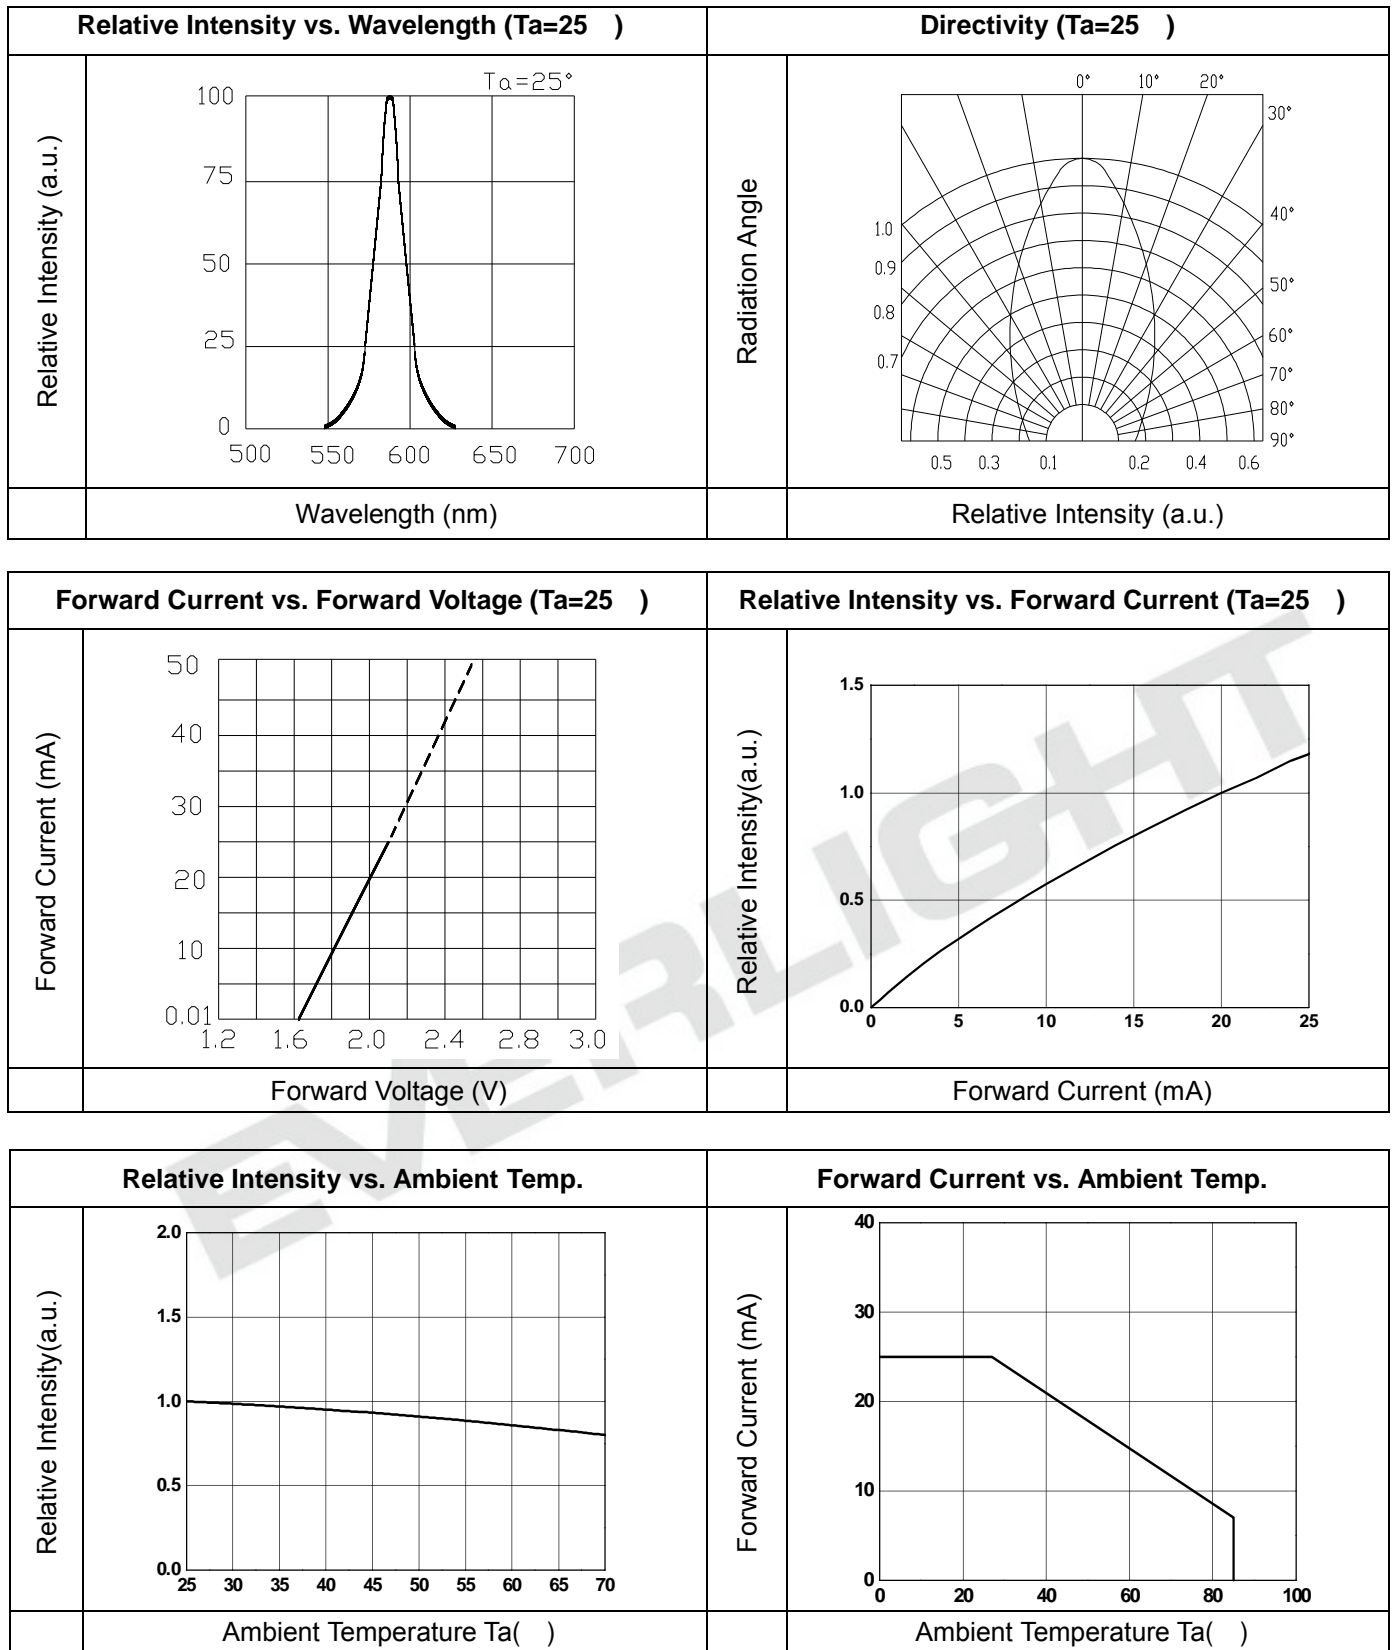 Relative Intensity vs. Wavelength (Ta=25 )
Directivity (Ta=25 )
Relative Intensity (a.u.)
Ta=25°
100
75
50
25
0
500 550 600 650 700
Wavelength (nm)
Radiation Angle
0° 10° 20°
30°
40°
50°
60°
70°
80°
90°
1.0
0.9
0.8
0.7
0.5 0.3 0.1 0.2 0.4 0.6
Relative Intensity (a.u.)
Forward Current vs. Forward Voltage (Ta=25 )
Relative Intensity vs. Forward Current (Ta=25 )
Forward Current (mA)
50
40
30
20
10
0.01
1.2 1.6 2.0 2.4 2.8 3.0
Forward Voltage (V)
Relative Intensity(a.u.)
1.5
1.0
0.5
0.0
0 5 10 15 20 25
Forward Current (mA)
EVERLIGHT
Relative Intensity vs. Ambient Temp.
Forward Current vs. Ambient Temp.
Relative Intensity(a.u.)
2.0
1.5
1.0
0.5
0.0
25 30 35 40 45 50 55 60 65 70
Ambient Temperature Ta( )
Forward Current (mA)
40
30
20
10
0
0 20 40 60 80 100
Ambient Temperature Ta( )